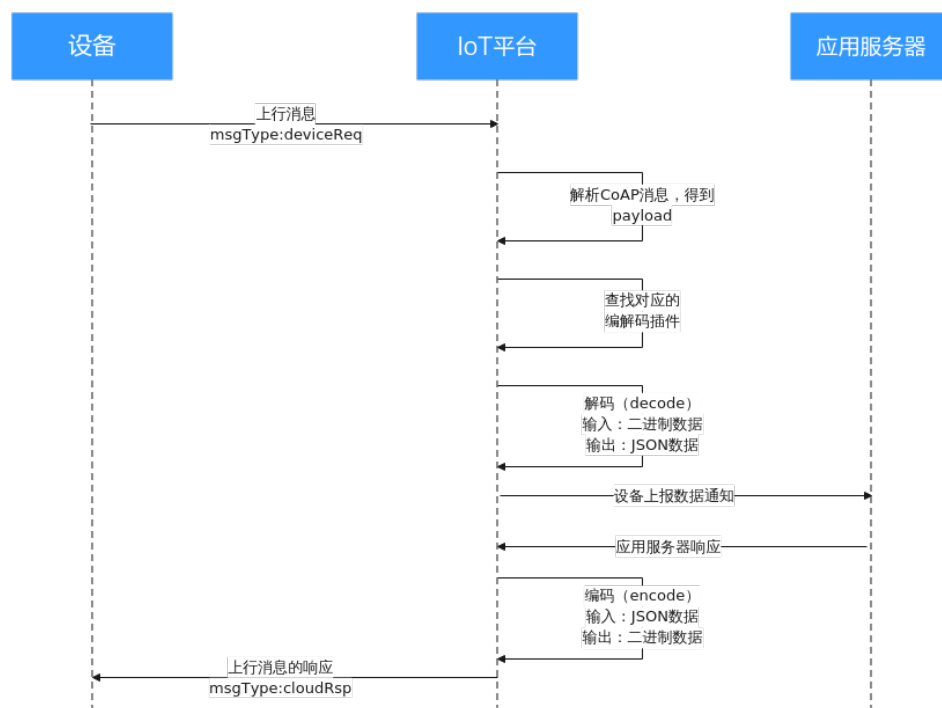 设备
IoT平台
应用服务器
上行消息
msgType:deviceReq
解析CoAP消息，得到
payload
查找对应的
编解码插件
解码（decode）
输入：二进制数据
输出：JSON数据
设备上报数据通知
应用服务器响应
编码（encode）
输入：JSON数据
输出：二进制数据
上行消息的响应
msgType:cloudRsp